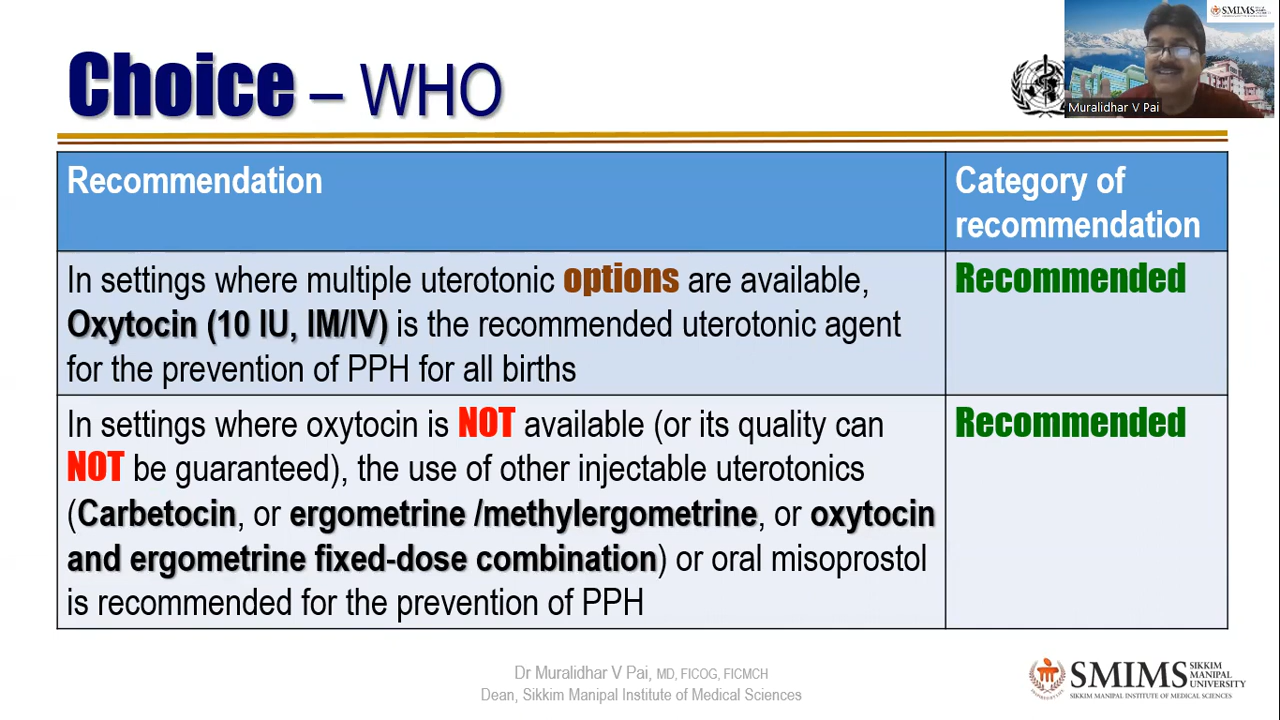 Choice – WHO
SMIMS
Muralidhar V Pai
Recommendation
Category of
recommendation
In settings where multiple uterotonic options are available,
Oxytocin (10 IU, IM/IV) is the recommended uterotonic agent
for the prevention of PPH for all births
Recommended
In settings where oxytocin is NOT available (or its quality can
NOT be guaranteed), the use of other injectable uterotonics
(Carbetocin, or ergometrine /methylergometrine, or oxytocin
and ergometrine fixed-dose combination) or oral misoprostol
is recommended for the prevention of PPH
Recommended
Dr Muralidhar V Pai, MD, FICOG, FICMCH
Dean, Sikkim Manipal Institute of Medical Sciences
SMIMS
SIKKIM
MANIPAL
UNIVERSITY
SIKKIM MANIPAL INSTITUTE OF MEDICAL SCIENCES